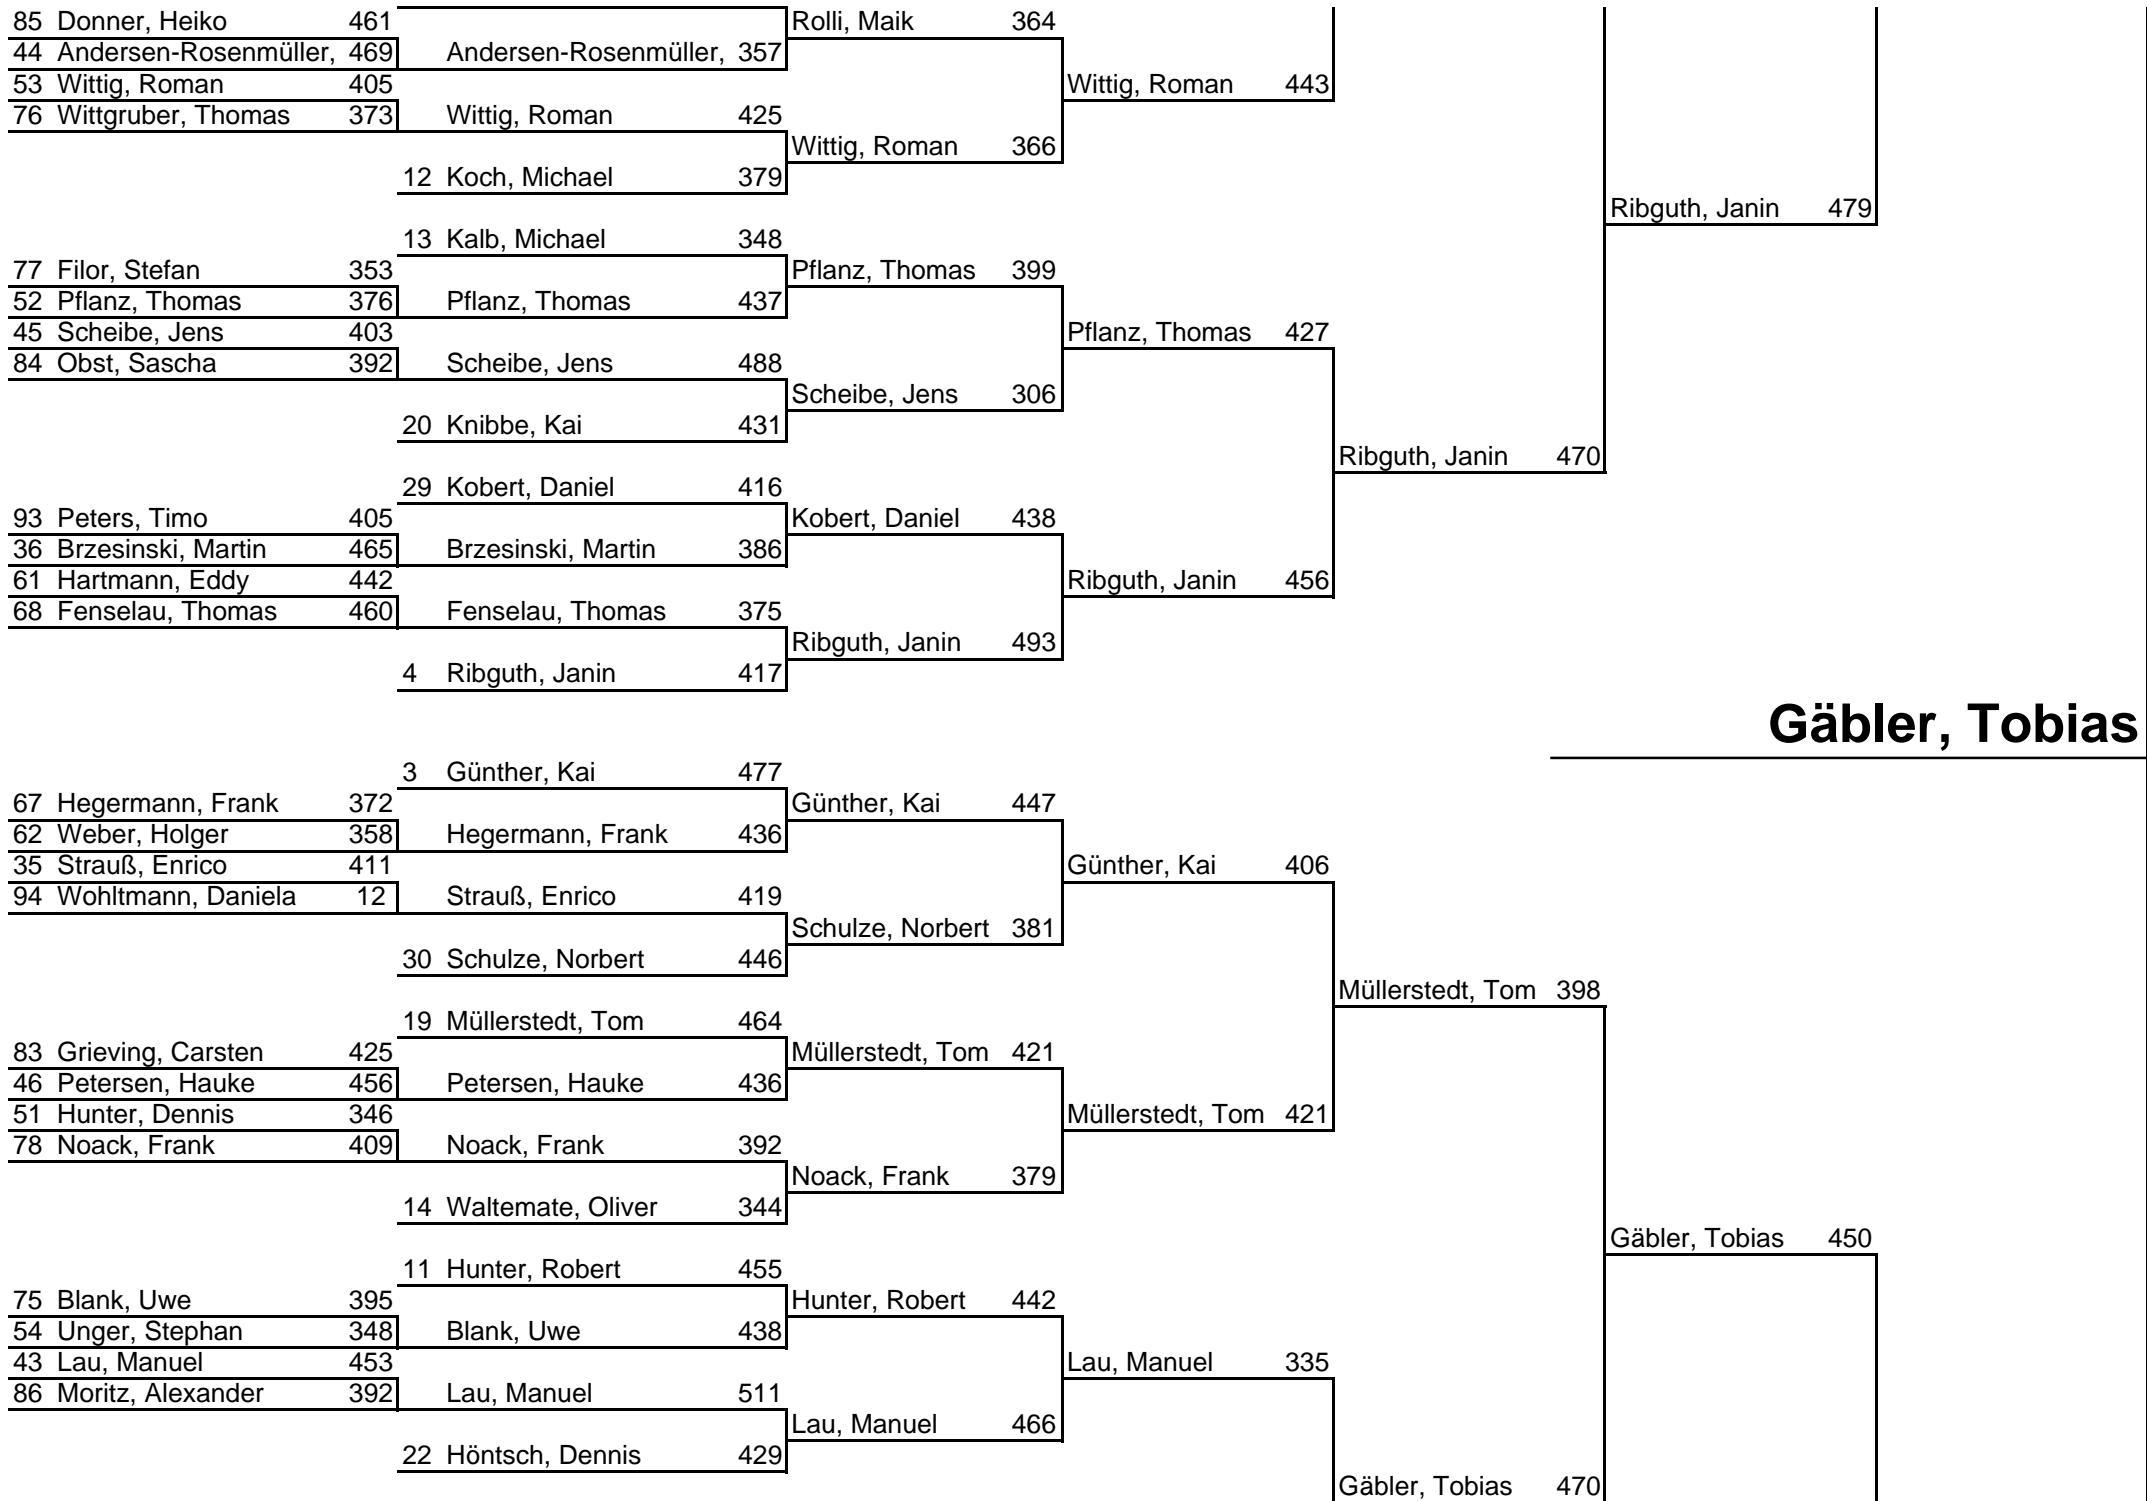 85 Donner, Heiko 461 Rolli, Maik 364
44 Andersen-Rosenmüller, 469 Andersen-Rosenmüller, 357
53 Wittig, Roman 405 Wittig, Roman 443
76 Wittgruber, Thomas 373 Wittig, Roman 425
Wittig, Roman 366
12 Koch, Michael 379
Ribguth, Janin 479
13 Kalb, Michael 348
77 Filor, Stefan 353 Pflanz, Thomas 399
52 Pflanz, Thomas 376 Pflanz, Thomas 437
45 Scheibe, Jens 403 Pflanz, Thomas 427
84 Obst, Sascha 392 Scheibe, Jens 488
Scheibe, Jens 306
20 Knibbe, Kai 431
Ribguth, Janin 470
29 Kobert, Daniel 416
93 Peters, Timo 405 Kobert, Daniel 438
36 Brzesinski, Martin 465 Brzesinski, Martin 386
61 Hartmann, Eddy 442 Ribguth, Janin 456
68 Fenselau, Thomas 460 Fenselau, Thomas 375
Ribguth, Janin 493
4 Ribguth, Janin 417
Gäbler, Tobias
3 Günther, Kai 477
67 Hegermann, Frank 372 Günther, Kai 447
62 Weber, Holger 358 Hegermann, Frank 436
35 Strauß, Enrico 411 Günther, Kai 406
94 Wohltmann, Daniela 12 Strauß, Enrico 419
Schulze, Norbert 381
30 Schulze, Norbert 446
Müllerstedt, Tom 398
19 Müllerstedt, Tom 464
83 Grieving, Carsten 425 Müllerstedt, Tom 421
46 Petersen, Hauke 456 Petersen, Hauke 436
51 Hunter, Dennis 346 Müllerstedt, Tom 421
78 Noack, Frank 409 Noack, Frank 392
Noack, Frank 379
14 Waltemate, Oliver 344
Gäbler, Tobias 450
11 Hunter, Robert 455
75 Blank, Uwe 395 Hunter, Robert 442
54 Unger, Stephan 348 Blank, Uwe 438
43 Lau, Manuel 453 Lau, Manuel 335
86 Moritz, Alexander 392 Lau, Manuel 511
Lau, Manuel 466
22 Höntsch, Dennis 429
Gäbler, Tobias 470